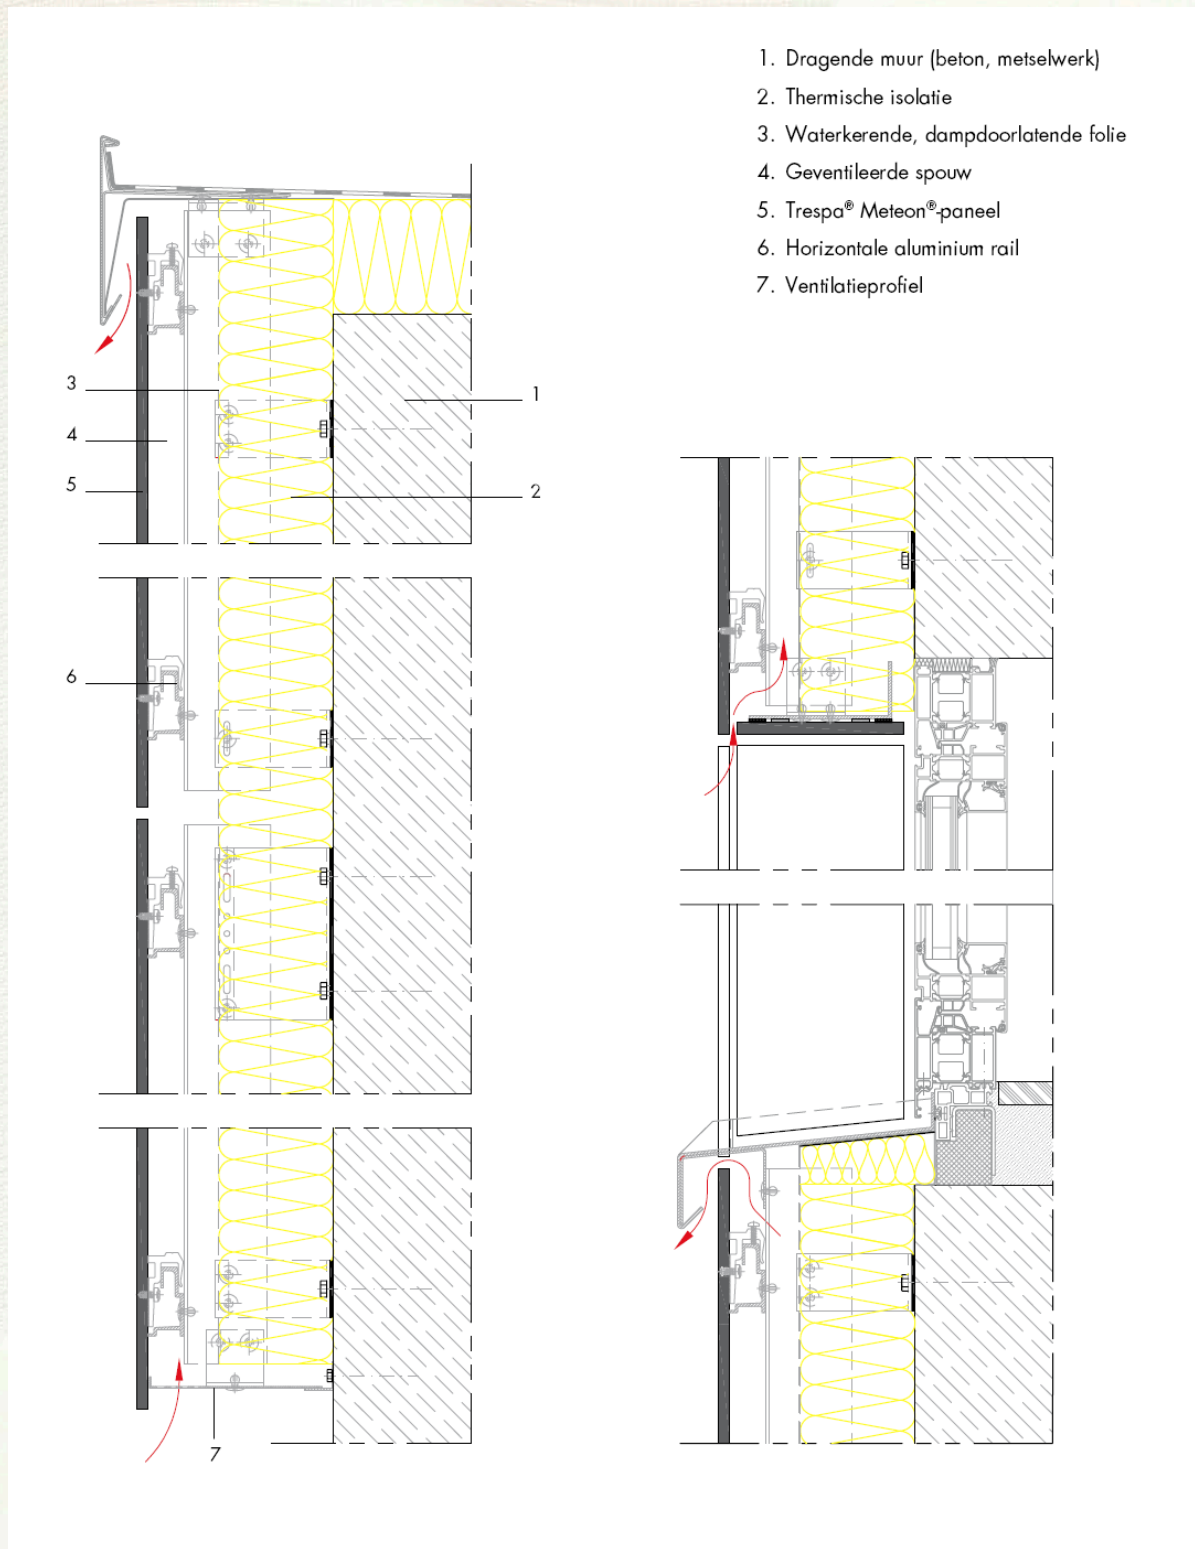 1. Dragende muur (beton, metselwerk)
2. Thermische isolatie
3. Waterkerende, dampdoorlatende folie
4. Geventileerde spouw
5. Trespa® Meteon®-paneel
6. Horizontale aluminium rail
7. Ventilatieprofiel
3
1
4
5
2
6
7